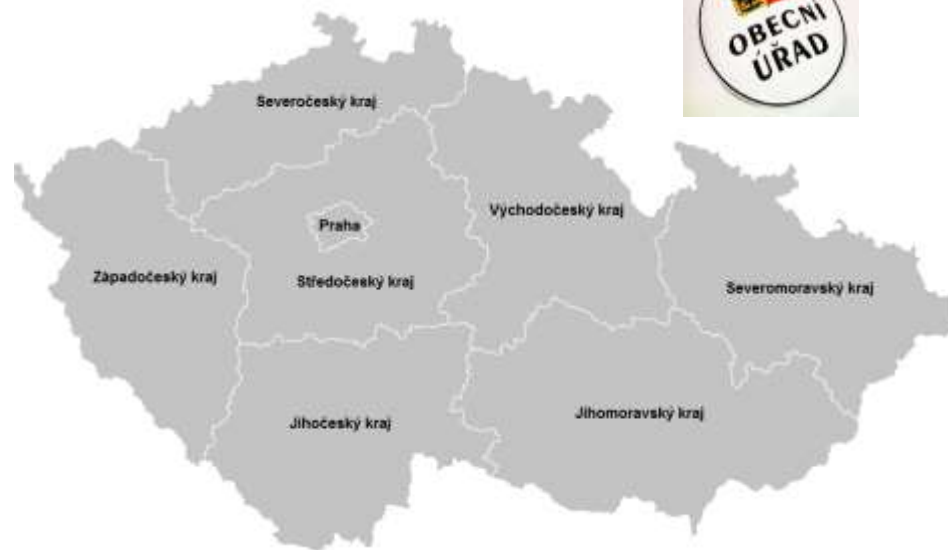 OBECNÍ
ÚŘAD
Severočeský kraj
Východočeský kraj
Praha
Západočeský kraj
Středočeský kraj
Severomoravský kraj
Jihočeský kraj
Jihomoravský kraj